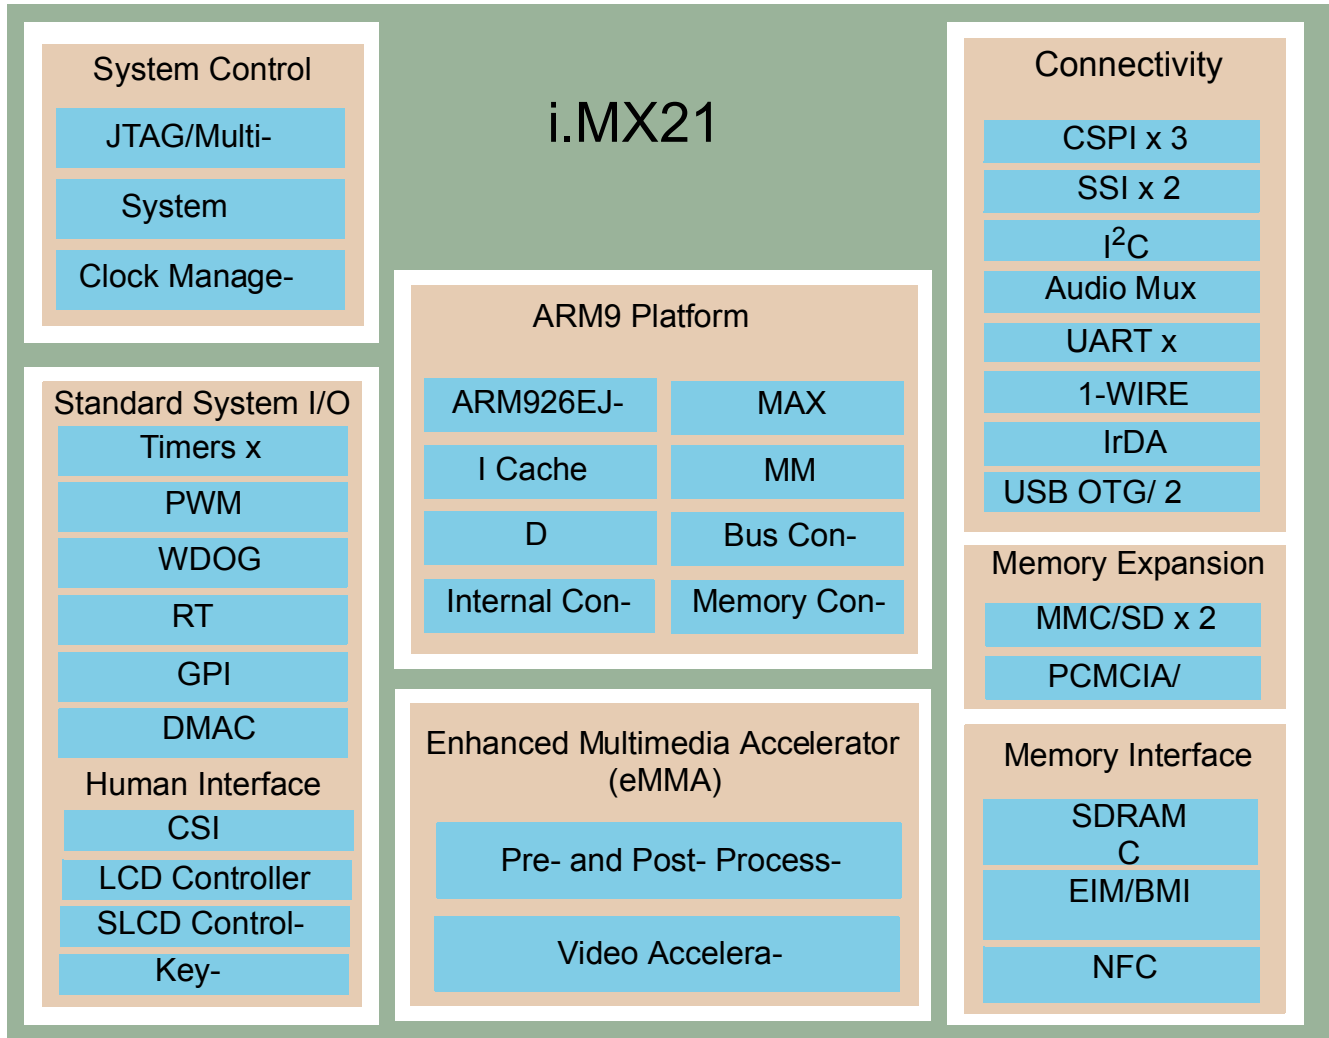 System Control
JTAG/Multi-
System
Clock Manage-
Standard System I/O
Timers x
PWM
WDOG
RT
GPI
DMAC
Human Interface
CSI
LCD Controller
SLCD Control-
Key-
i.MX21
ARM9 Platform
ARM926EJ-
MAX
I Cache
MM
D
Bus Con-
Internal Con-
Memory Con-
Enhanced Multimedia Accelerator
(eMMA)
Pre- and Post- Process-
Video Accelera-
Connectivity
CSPI x 3
SSI x 2
I²C
Audio Mux
UART x
1-WIRE
IrDA
USB OTG/ 2
Memory Expansion
MMC/SD x 2
PCMCIA/
Memory Interface
SDRAM
C
EIM/BMI
NFC